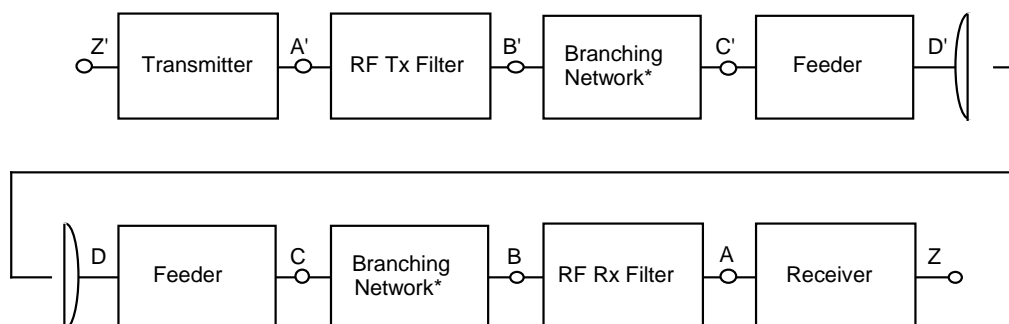 Z' A' B' C' D'
Transmitter
RF Tx Filter
Branching
Network*
Feeder
D C B A Z
Feeder
Branching
Network*
RF Rx Filter
Receiver